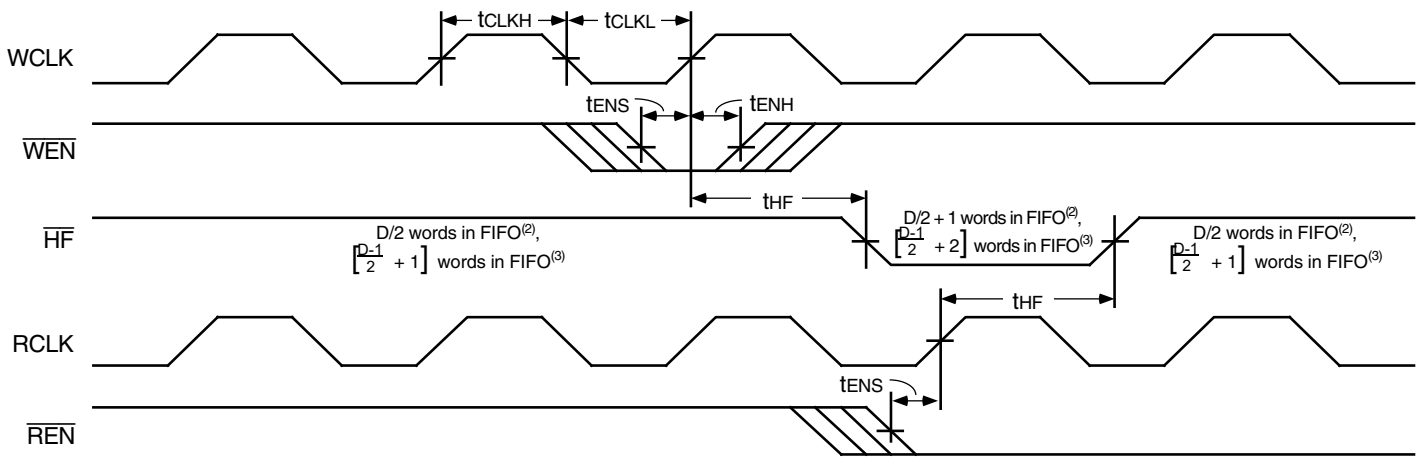 tCLKH tCLKL
WCLK
tENS tENH
WEN
tHF
HF
D/2 words in FIFO(2),
[D-1/2 + 1] words in FIFO(3)
D/2 + 1 words in FIFO(2),
[D-1/2 + 2] words in FIFO(3)
D/2 words in FIFO(2),
[D-1/2 + 1] words in FIFO(3)
tHF
RCLK
tENS
REN